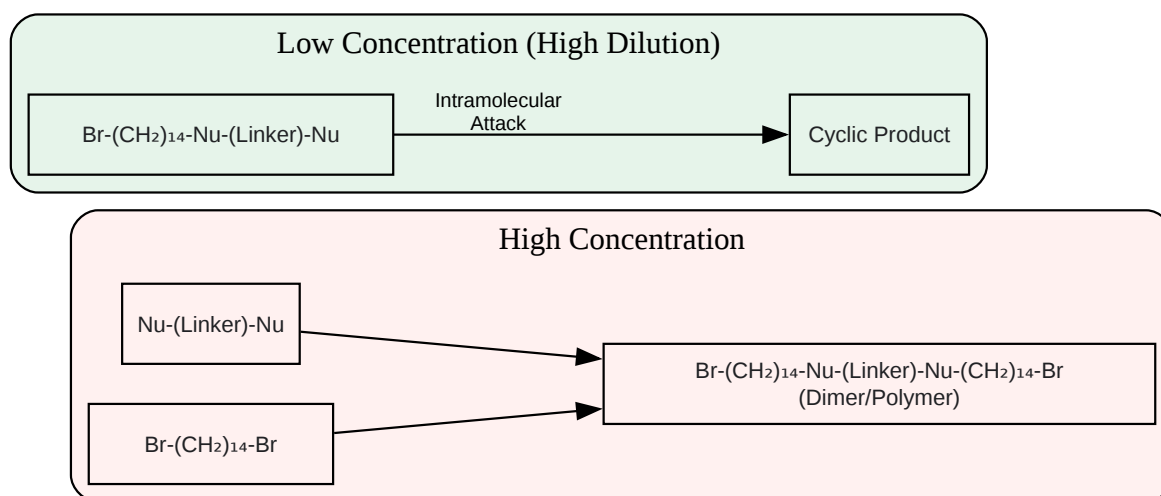 Low Concentration (High Dilution)
Br-(CH₂)₁₄-Nu-(Linker)-Nu
Intramolecular
Attack
Cyclic Product
High Concentration
Nu-(Linker)-Nu
Br-(CH₂)₁₄-Br
Br-(CH₂)₁₄-Nu-(Linker)-Nu-(CH₂)₁₄-Br
(Dimer/Polymer)